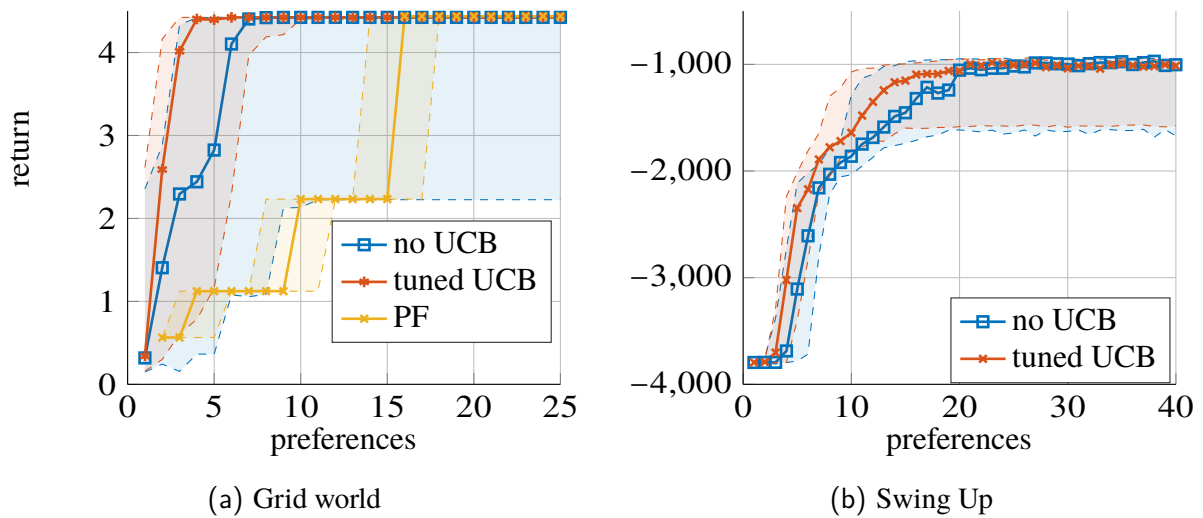 return
4
3
2
1
0
0 5 10 15 20 25
preferences
no UCB
tuned UCB
PF
(a) Grid world
−1,000
−2,000
−3,000
−4,000
0 10 20 30 40
preferences
no UCB
tuned UCB
(b) Swing Up